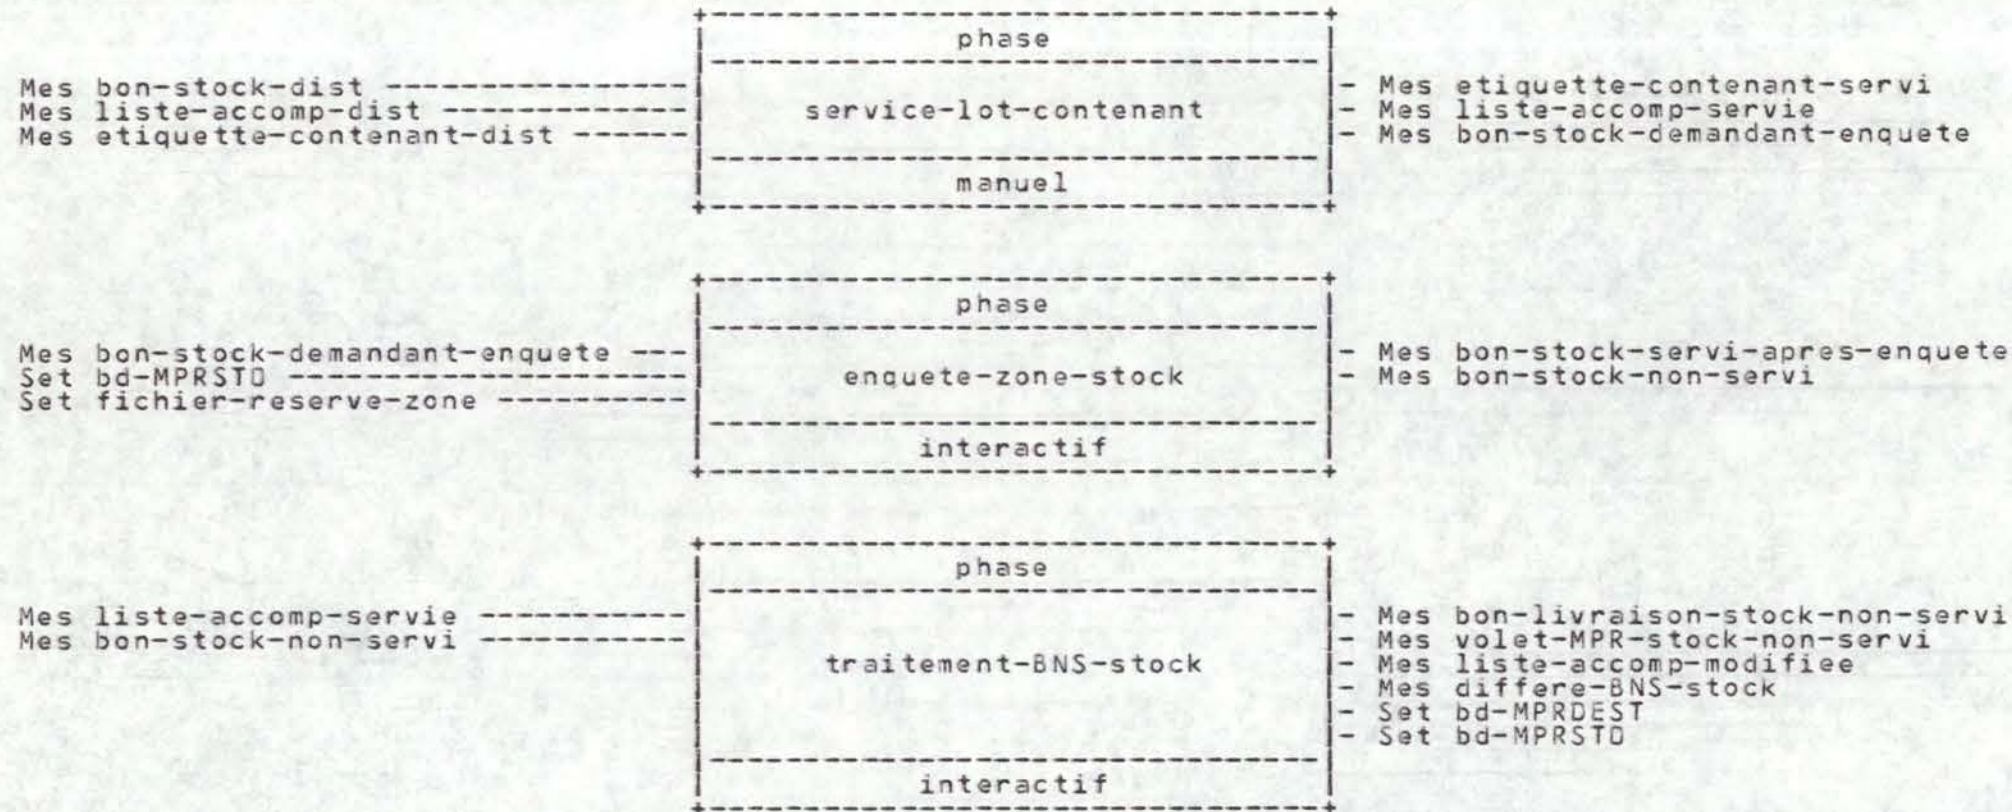 phase
Mes bon-stock-dist
Mes liste-accomp-dist
Mes etiquette-contenant-dist
service-lot-contenant
Mes etiquette-contenant-servi
Mes liste-accomp-servie
Mes bon-stock-demandant-enquete
manuel
phase
Mes bon-stock-demandant-enquete
Set bd-MPRSTO
Set fichier-reserve-zone
enquete-zone-stock
Mes bon-stock-servi-apres-enquete
Mes bon-stock-non-servi
interactif
phase
Mes liste-accomp-servie
Mes bon-stock-non-servi
traitement-BNS-stock
Mes bon-livraison-stock-non-servi
Mes volet-MPR-stock-non-servi
Mes liste-accomp-modifiee
Mes differe-BNS-stock
Set bd-MPRDEST
Set bd-MPRSTO
interactif